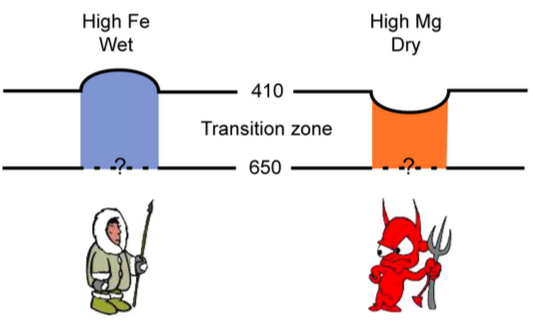 High Fe
Wet
High Mg
Dry
410
Transition zone
650
?
?